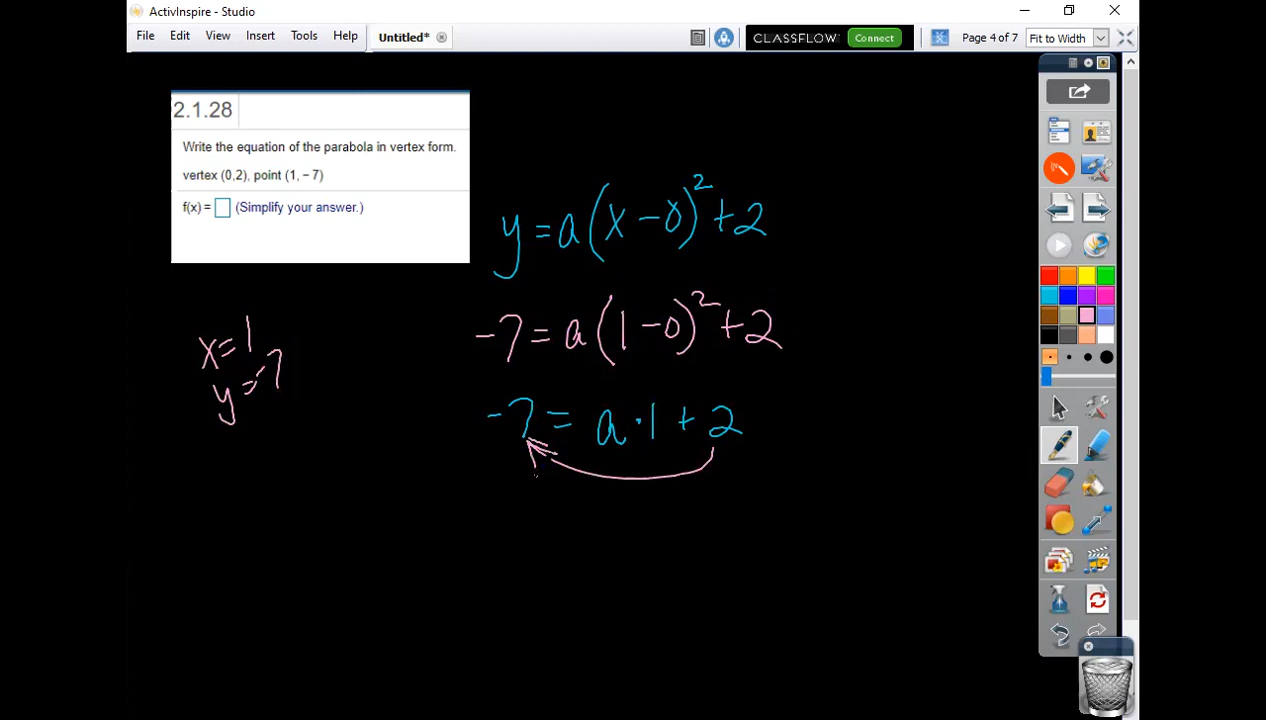 ActivInspire - Studio
File Edit View Insert Tools Help Untitled* CLASSFLOW Connect Page 4 of 7 Fit to Width
2.1.28
Write the equation of the parabola in vertex form.
vertex (0,2), point (1, − 7)
f(x) = (Simplify your answer.)
y = a(x - 0)² + 2
-7 = a(1 - 0)² + 2
x = 1
y = -7
-7 = a · 1 + 2